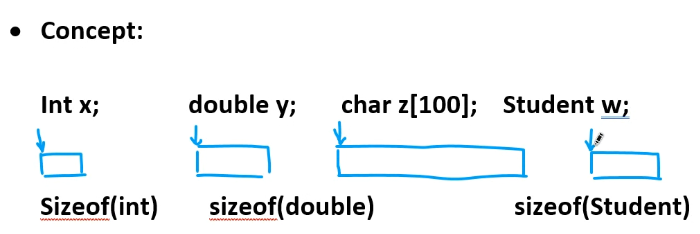 • Concept:
Int x; double y; char z[100]; Student w;
Sizeof(int) sizeof(double) sizeof(Student)